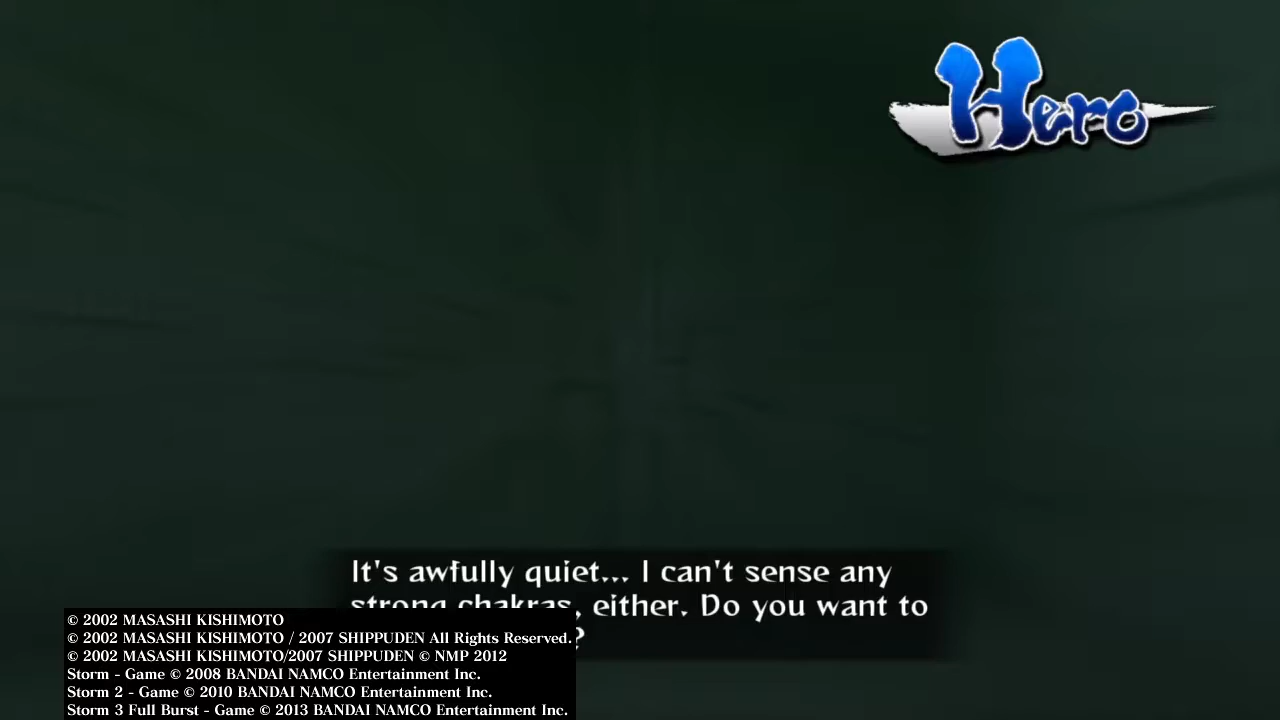 Hero
It's awfully quiet... I can't sense any
strong chakras, either. Do you want to
?
© 2002 MASASHI KISHIMOTO
© 2002 MASASHI KISHIMOTO / 2007 SHIPPUDEN All Rights Reserved.
© 2002 MASASHI KISHIMOTO/2007 SHIPPUDEN © NMP 2012
Storm - Game © 2008 BANDAI NAMCO Entertainment Inc.
Storm 2 - Game © 2010 BANDAI NAMCO Entertainment Inc.
Storm 3 Full Burst - Game © 2013 BANDAI NAMCO Entertainment Inc.